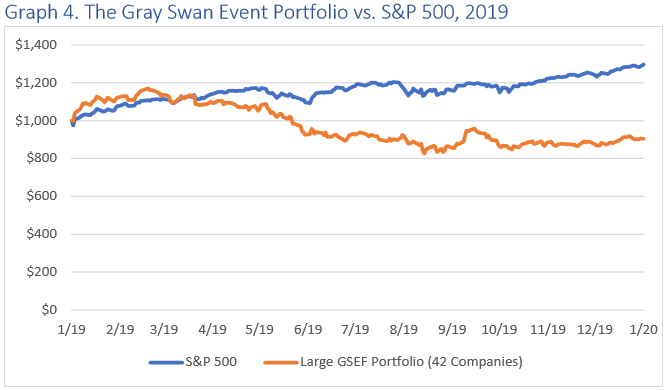 Graph 4. The Gray Swan Event Portfolio vs. S&P 500, 2019
$1,400
$1,200
$1,000
$800
$600
$400
$200
$0
1/19 2/19 3/19 4/19 5/19 6/19 7/19 8/19 9/19 10/19 11/19 12/19 1/20
S&P 500 Large GSEF Portfolio (42 Companies)